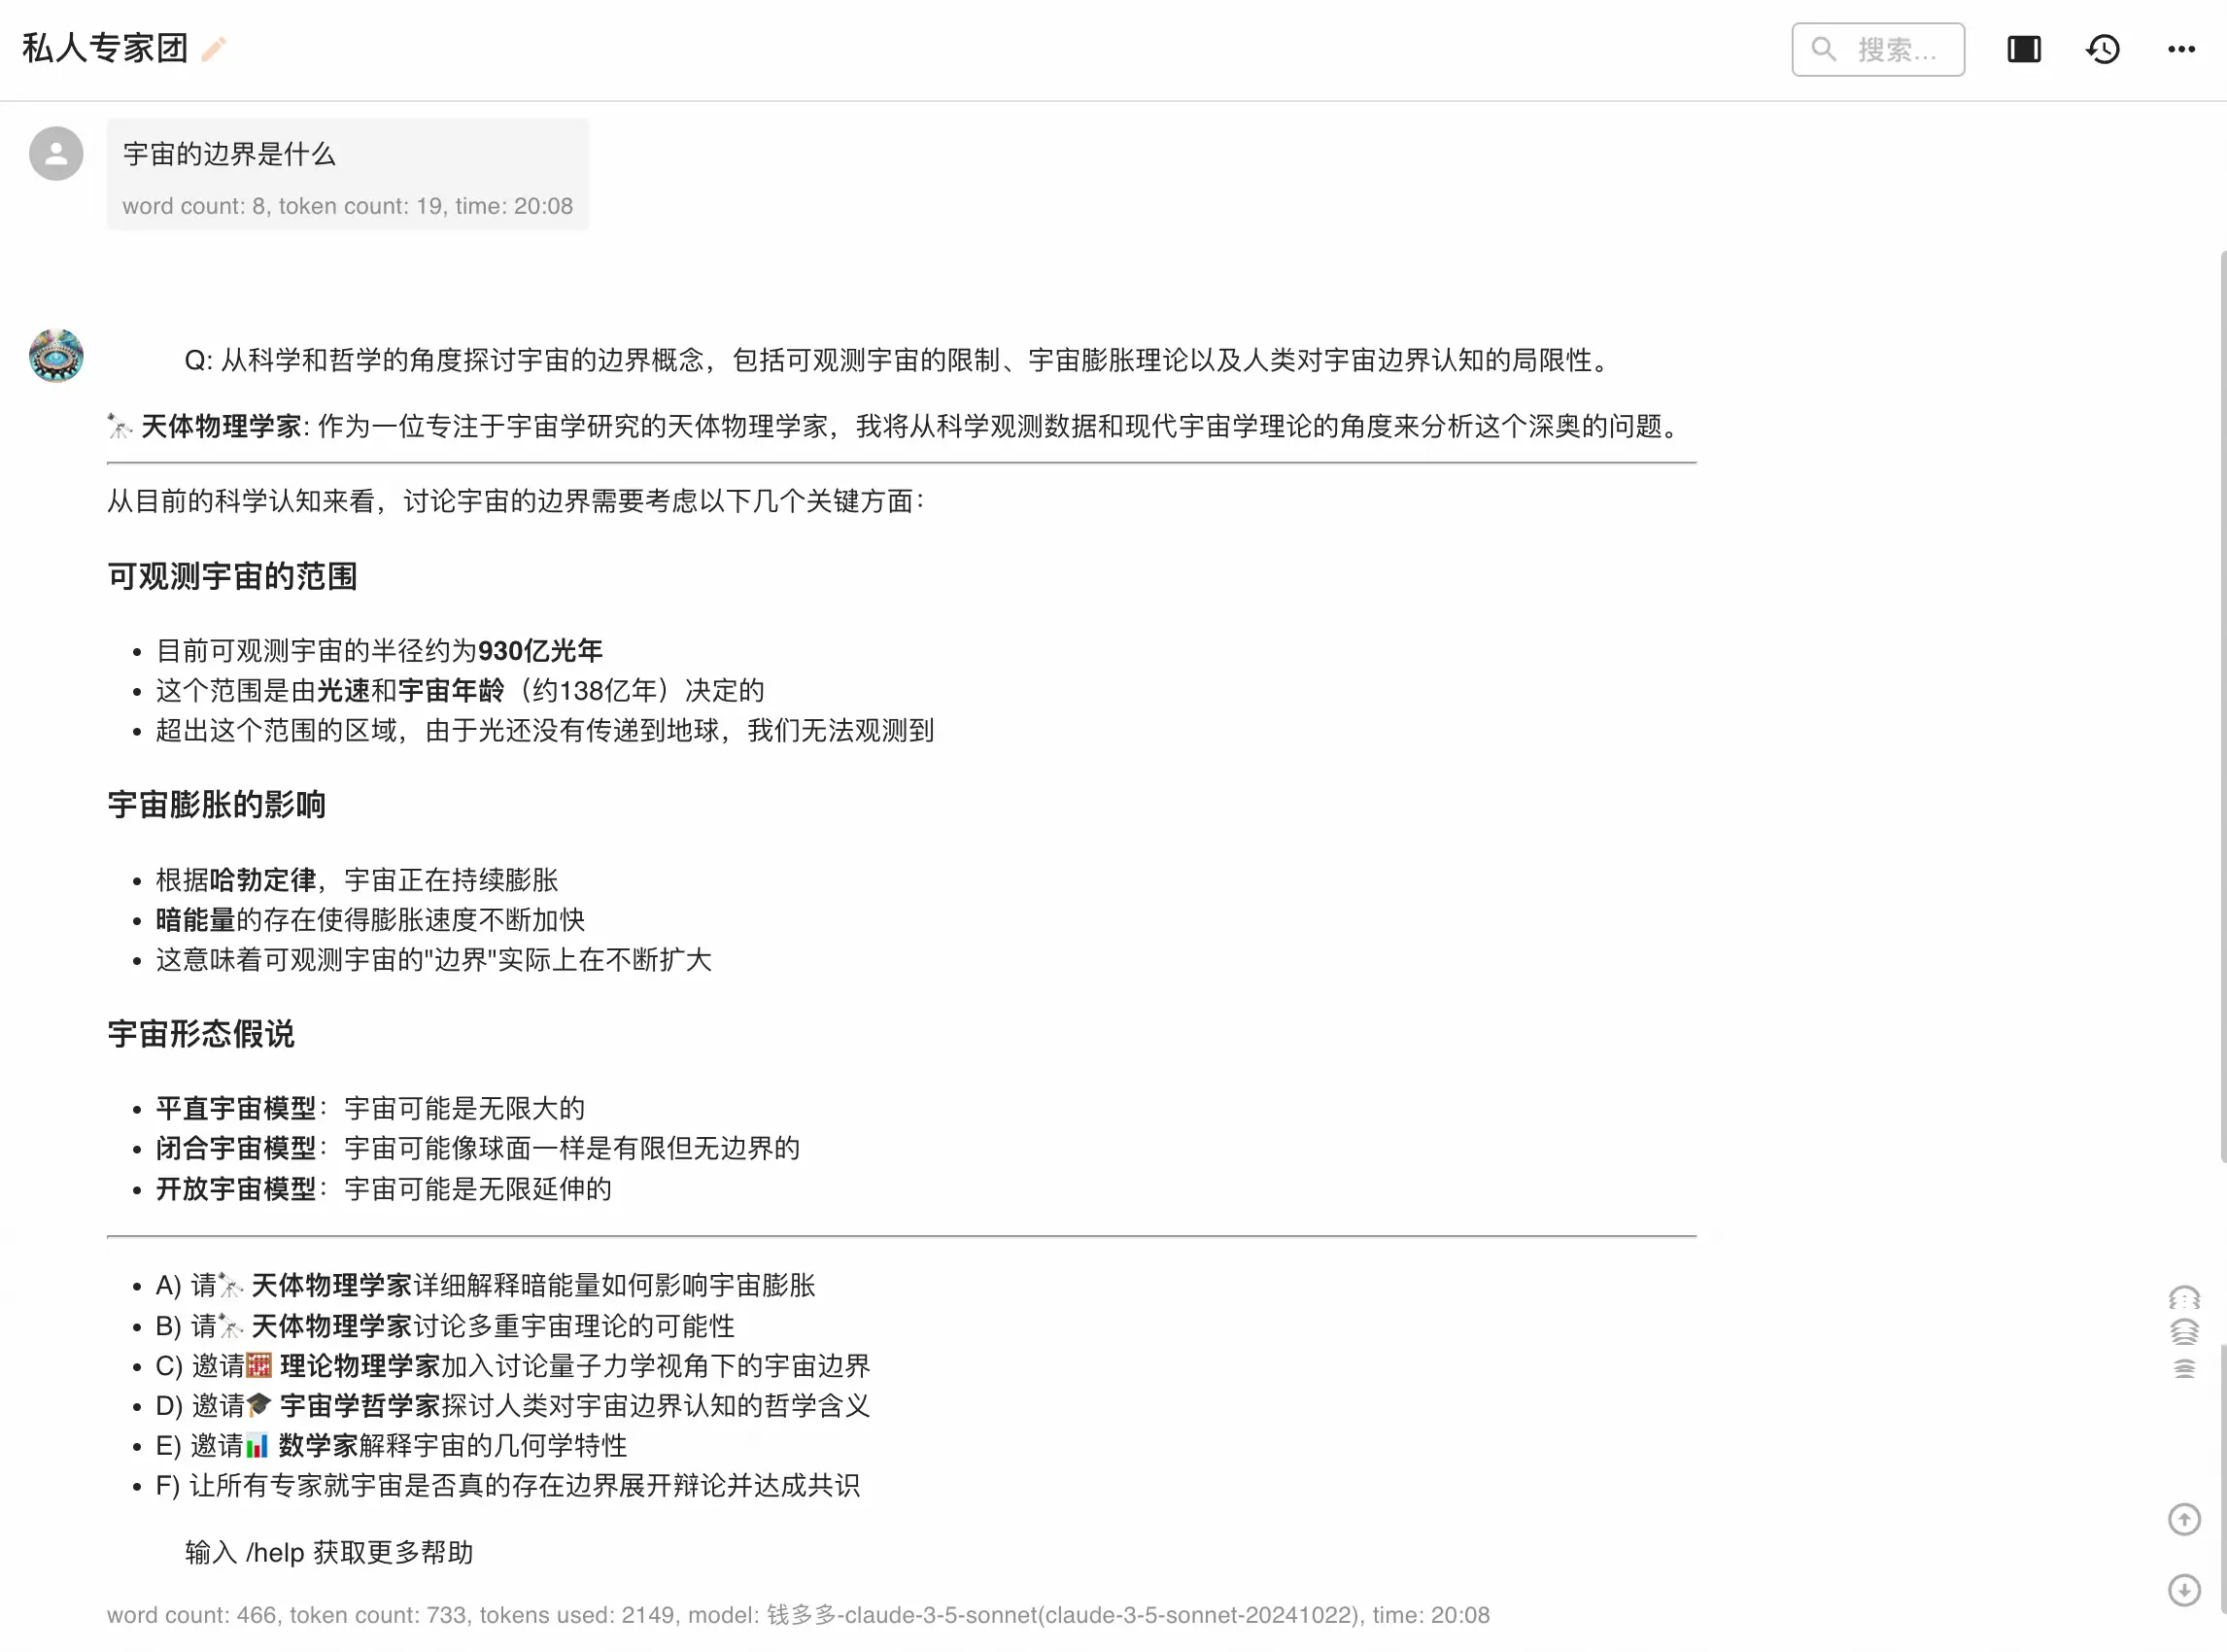 私人专家团
搜索...
宇宙的边界是什么
word count: 8, token count: 19, time: 20:08
Q: 从科学和哲学的角度探讨宇宙的边界概念，包括可观测宇宙的限制、宇宙膨胀理论以及人类对宇宙边界认知的局限性。
🔭 天体物理学家: 作为一位专注于宇宙学研究的天体物理学家，我将从科学观测数据和现代宇宙学理论的角度来分析这个深奥的问题。
从目前的科学认知来看，讨论宇宙的边界需要考虑以下几个关键方面：
可观测宇宙的范围
• 目前可观测宇宙的半径约为930亿光年
• 这个范围是由光速和宇宙年龄（约138亿年）决定的
• 超出这个范围的区域，由于光还没有传递到地球，我们无法观测到
宇宙膨胀的影响
• 根据哈勃定律，宇宙正在持续膨胀
• 暗能量的存在使得膨胀速度不断加快
• 这意味着可观测宇宙的"边界"实际上在不断扩大
宇宙形态假说
• 平直宇宙模型：宇宙可能是无限大的
• 闭合宇宙模型：宇宙可能像球面一样是有限但无边界的
• 开放宇宙模型：宇宙可能是无限延伸的
• A) 请🔭 天体物理学家详细解释暗能量如何影响宇宙膨胀
• B) 请🔭 天体物理学家讨论多重宇宙理论的可能性
• C) 邀请🧮 理论物理学家加入讨论量子力学视角下的宇宙边界
• D) 邀请🎓 宇宙学哲学家探讨人类对宇宙边界认知的哲学含义
• E) 邀请📊 数学家解释宇宙的几何学特性
• F) 让所有专家就宇宙是否真的存在边界展开辩论并达成共识
输入 /help 获取更多帮助
word count: 466, token count: 733, tokens used: 2149, model: 钱多多-claude-3-5-sonnet(claude-3-5-sonnet-20241022), time: 20:08